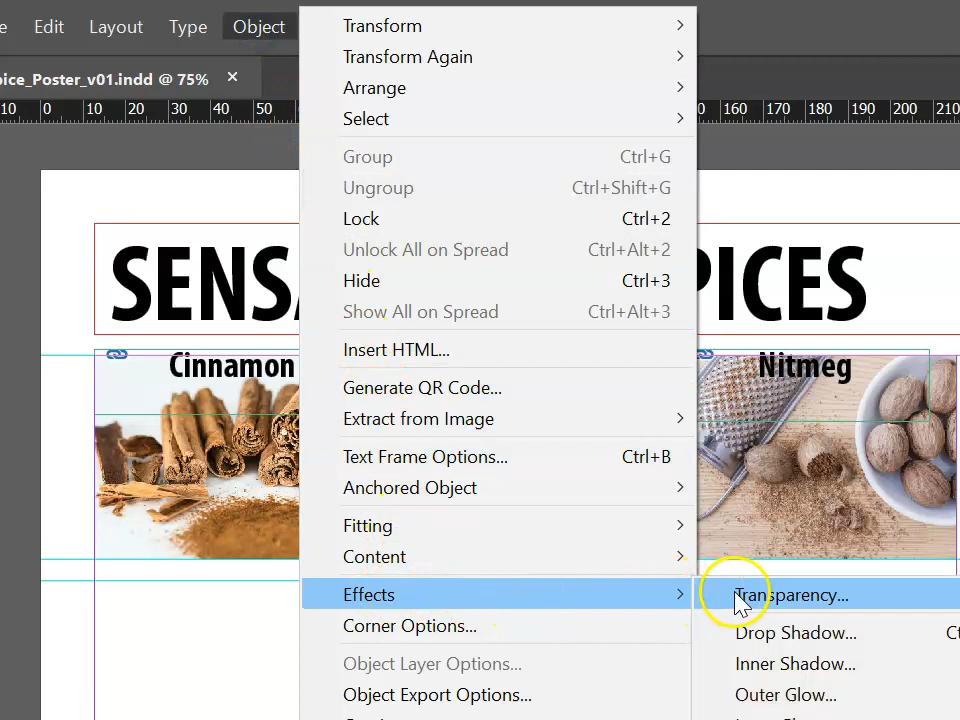 Edit Layout Type Object
pice_Poster_v01.indd @ 75% ×
10 0 10 20 30 40 50 160 170 180 190 200 210
Transform
Transform Again
Arrange
Select
Group Ctrl+G
Ungroup Ctrl+Shift+G
Lock Ctrl+2
Unlock All on Spread Ctrl+Alt+2
Hide Ctrl+3
Show All on Spread Ctrl+Alt+3
Insert HTML...
Generate QR Code...
Extract from Image
Text Frame Options... Ctrl+B
Anchored Object
Fitting
Content
Effects
Corner Options...
Object Layer Options...
Object Export Options...
Transparency...
Drop Shadow...
Inner Shadow...
Outer Glow...
SENSA PICES
Cinnamon
Nitmeg